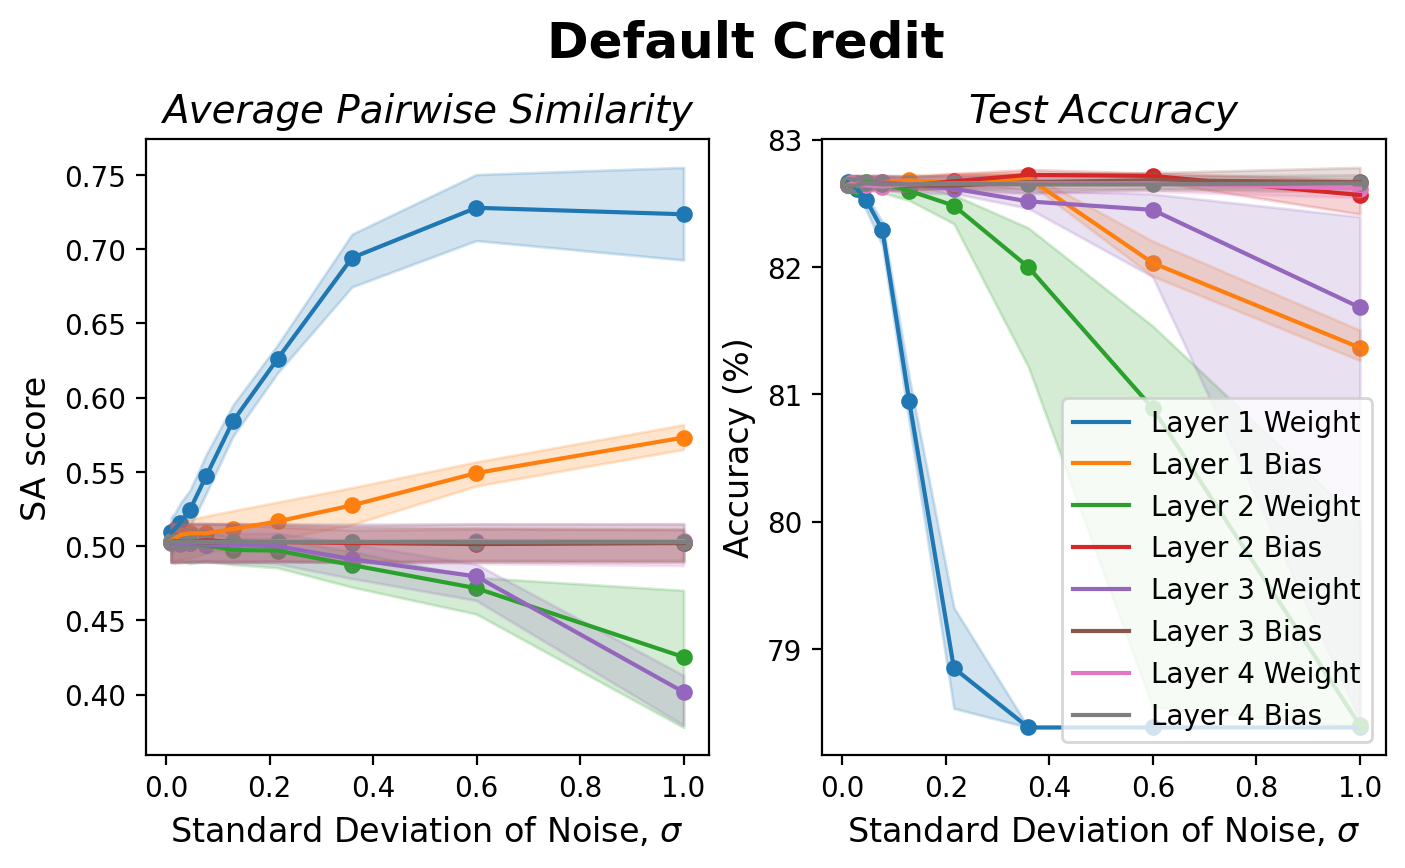 Default Credit
Average Pairwise Similarity
SA score
0.75
0.70
0.65
0.60
0.55
0.50
0.45
0.40
0.0 0.2 0.4 0.6 0.8 1.0
Standard Deviation of Noise, σ
Test Accuracy
Accuracy (%)
83
82
81
80
79
Layer 1 Weight
Layer 1 Bias
Layer 2 Weight
Layer 2 Bias
Layer 3 Weight
Layer 3 Bias
Layer 4 Weight
Layer 4 Bias
0.0 0.2 0.4 0.6 0.8 1.0
Standard Deviation of Noise, σ